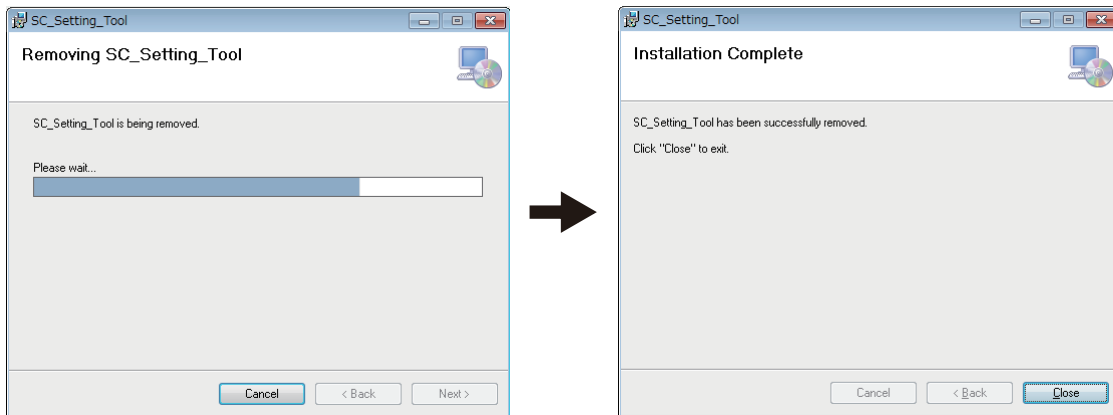 SC_Setting_Tool
Removing SC_Setting_Tool
SC_Setting_Tool is being removed.
Please wait...
Cancel
< Back
Next >
SC_Setting_Tool
Installation Complete
SC_Setting_Tool has been successfully removed.
Click "Close" to exit.
Cancel
< Back
Close